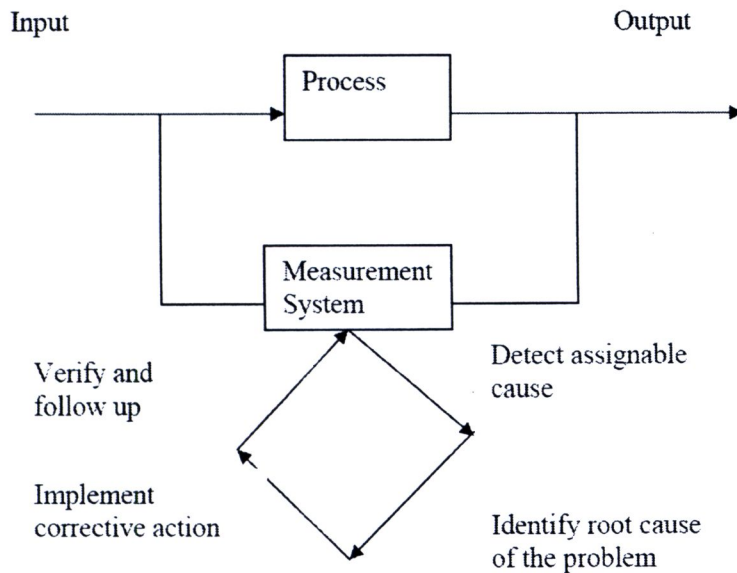 Input
Output
Process
Measurement
System
Verify and
follow up
Detect assignable
cause
Implement
corrective action
Identify root cause
of the problem